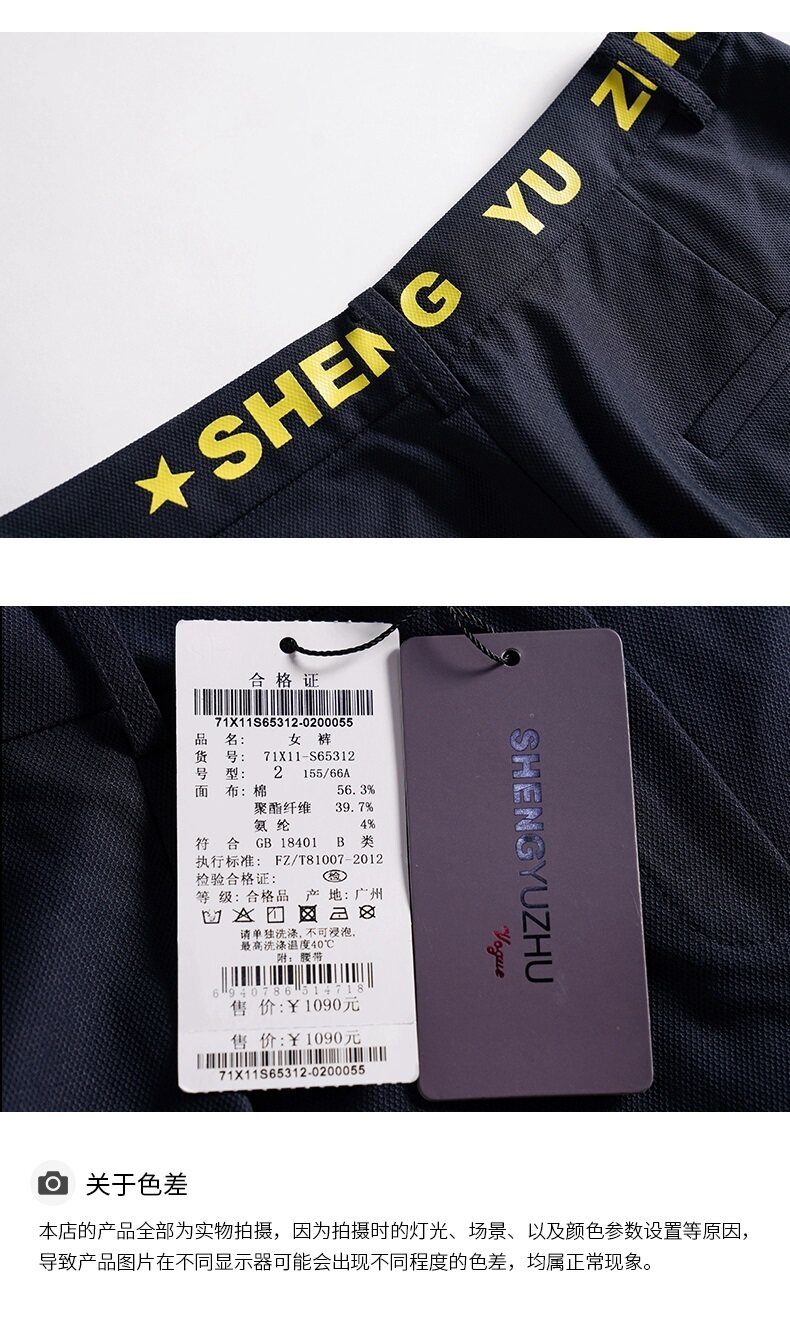 ★SHENG YU ZHU
合格证
71X11S65312-0200055
品 名: 女 裤
货 号: 71X11-S65312
号 型: 2 155/66A
面 布: 棉 56.3%
聚酯纤维 39.7%
氨 纶 4%
符 合 GB 18401 B 类
执行标准: FZ/T81007-2012
检验合格证: 检
等 级: 合格品 产 地: 广州
请单独洗涤, 不可浸泡,
最高洗涤温度40℃
附: 腰带
6 940786 514718
售 价:¥1090元
售 价:¥1090元
71X11S65312-0200055
SHENGYUZHU
Vogue
关于色差
本店的产品全部为实物拍摄，因为拍摄时的灯光、场景、以及颜色参数设置等原因，
导致产品图片在不同显示器可能会出现不同程度的色差，均属正常现象。